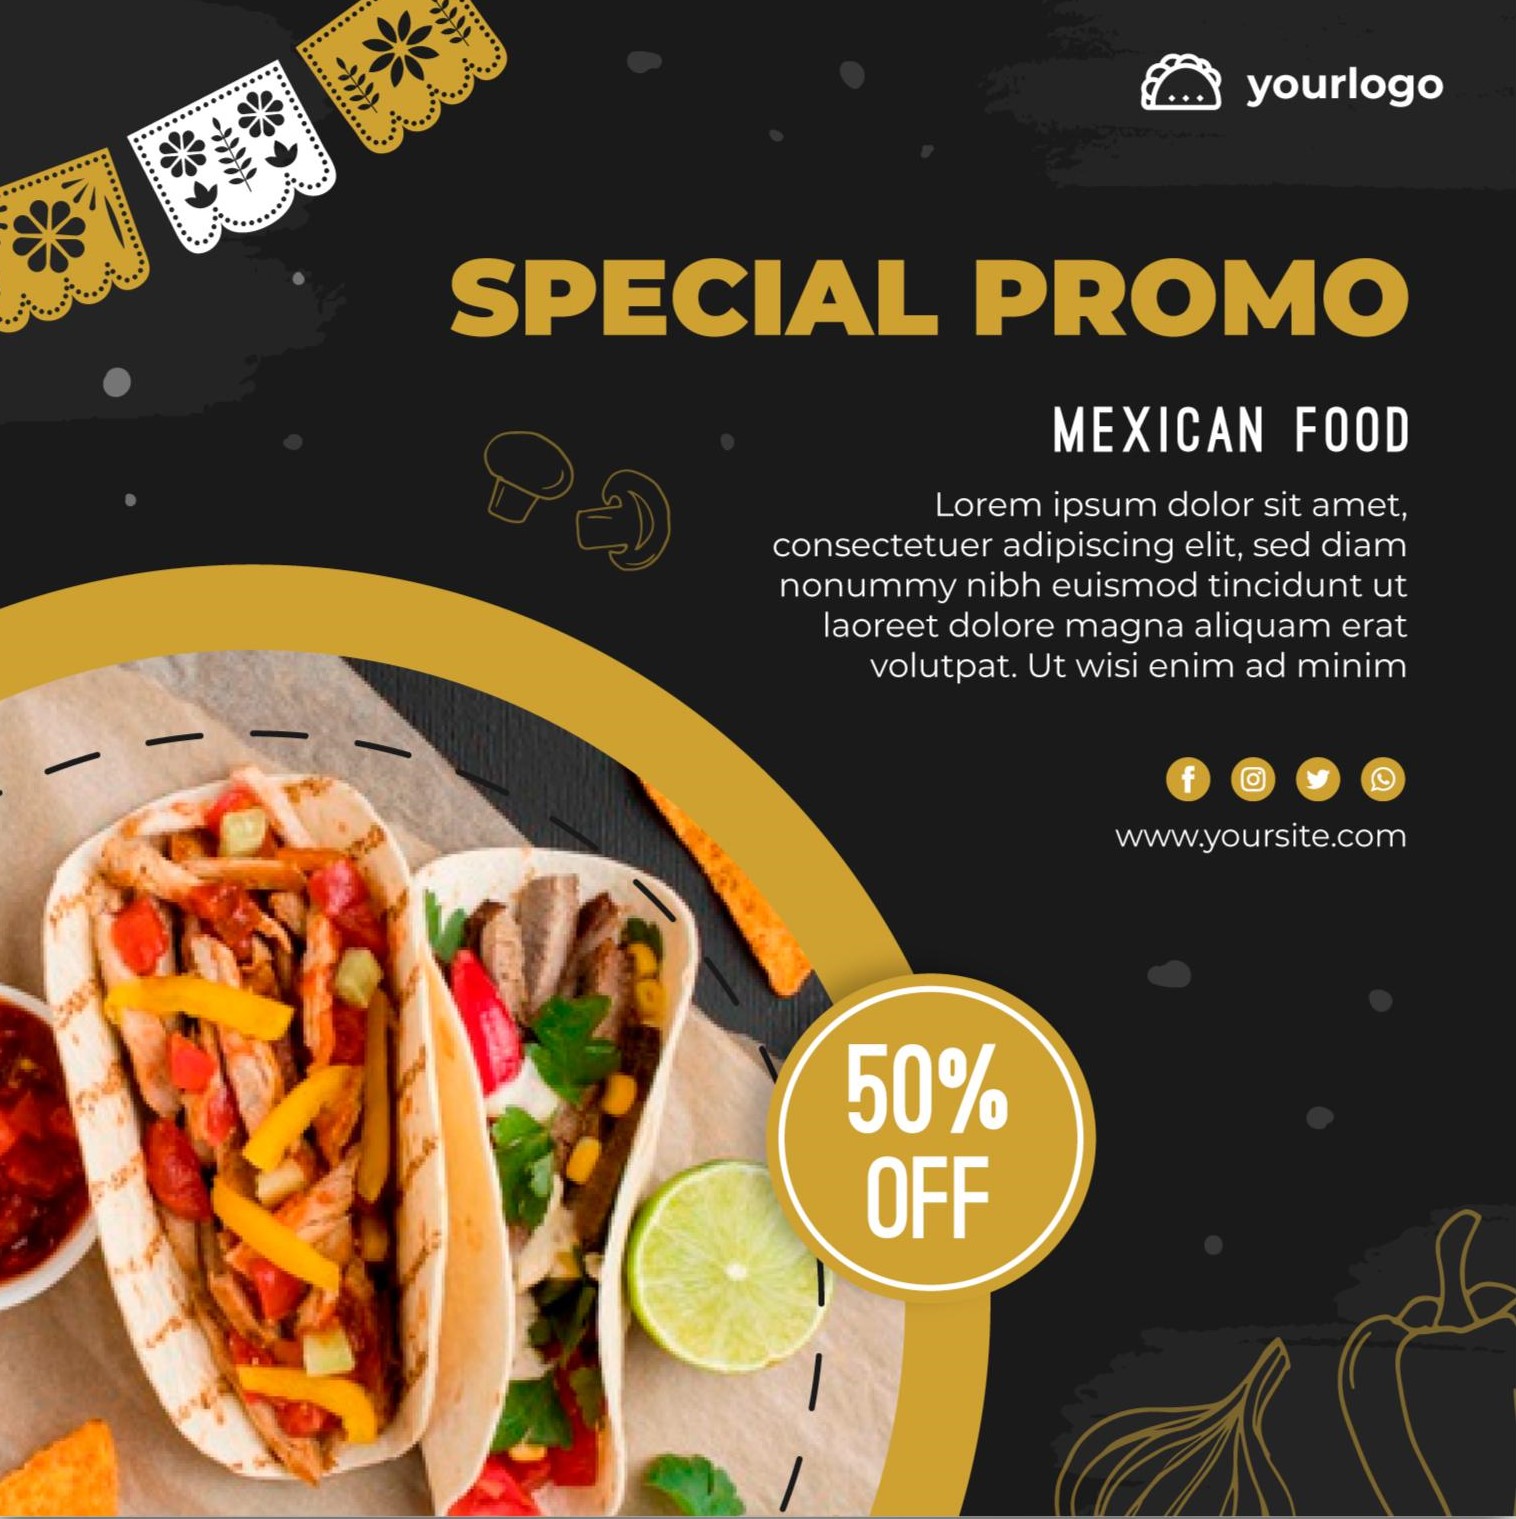 yourlogo
SPECIAL PROMO
MEXICAN FOOD
Lorem ipsum dolor sit amet,
consectetuer adipiscing elit, sed diam
nonummy nibh euismod tincidunt ut
laoreet dolore magna aliquam erat
volutpat. Ut wisi enim ad minim
www.yoursite.com
50%
OFF